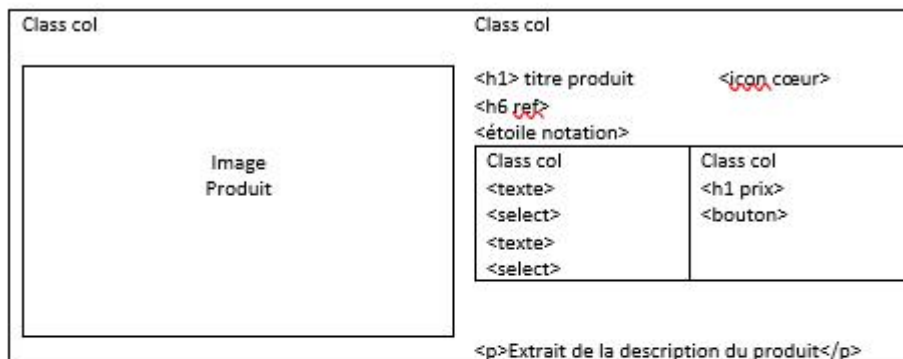 Class col
Image
Produit
Class col
<h1> titre produit <icon cœur>
<h6 ref>
<étoile notation>
Class col
<texte>
<select>
<texte>
<select>
Class col
<h1 prix>
<bouton>
<p>Extrait de la description du produit</p>